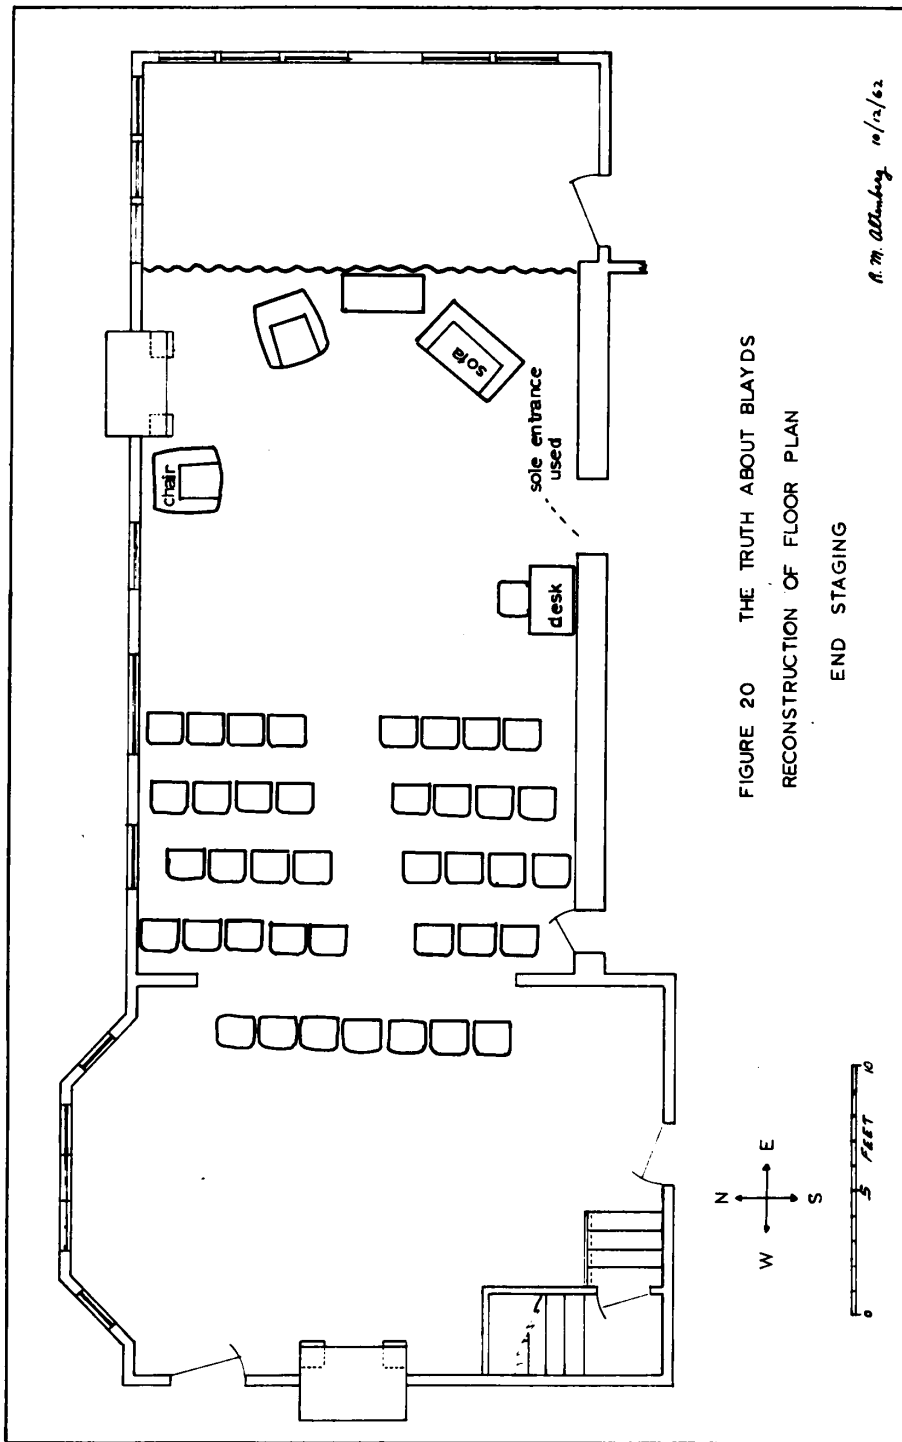 chair
sofa
sole entrance
used
desk
FIGURE 20 THE TRUTH ABOUT BLAYDS
RECONSTRUCTION OF FLOOR PLAN
END STAGING
R. M. Altenberg 10/12/62
N
W E
S
0 5 FEET 10